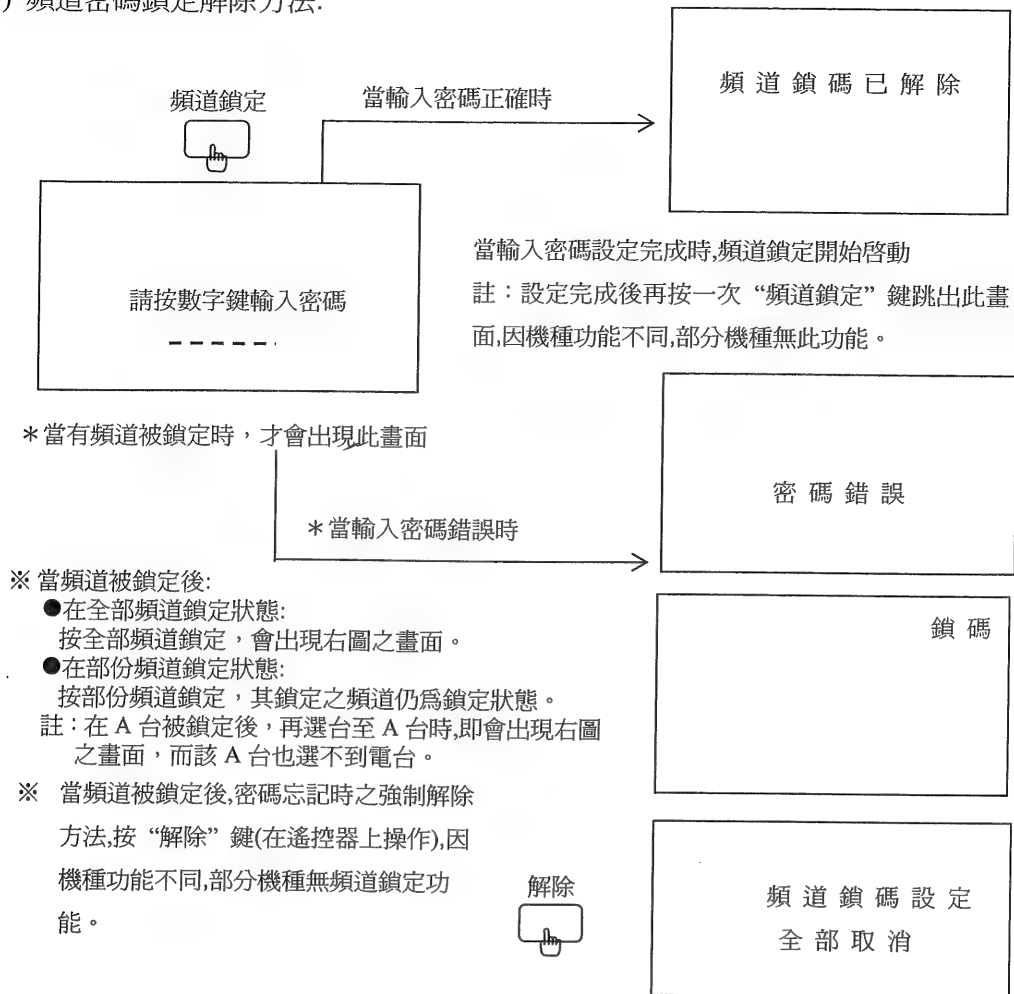 ) 頻道密碼鎖定解除方法:
頻道鎖定
當輸入密碼正確時
頻道鎖碼已解除
請按數字鍵輸入密碼
當輸入密碼設定完成時,頻道鎖定開始啓動
註：設定完成後再按一次 “頻道鎖定” 鍵跳出此畫
面,因機種功能不同,部分機種無此功能。
＊當有頻道被鎖定時，才會出現此畫面
＊當輸入密碼錯誤時
密碼錯誤
※ 當頻道被鎖定後:
●在全部頻道鎖定狀態:
按全部頻道鎖定，會出現右圖之畫面。
●在部份頻道鎖定狀態:
按部份頻道鎖定，其鎖定之頻道仍爲鎖定狀態。
註：在 A 台被鎖定後，再選台至 A 台時,即會出現右圖
之畫面，而該 A 台也選不到電台。
鎖碼
※ 當頻道被鎖定後,密碼忘記時之強制解除
方法,按 “解除” 鍵(在遙控器上操作),因
機種功能不同,部分機種無頻道鎖定功
能。
解除
頻道鎖碼設定
全部取消